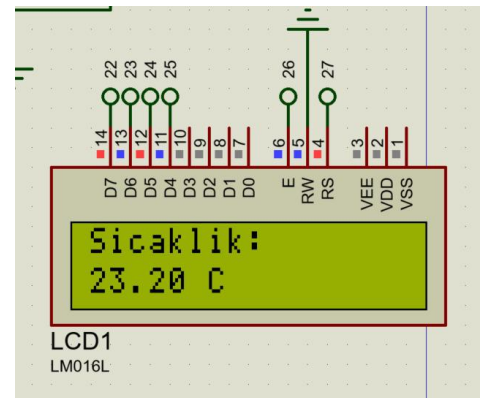 22 23 24 25 26 27
14 13 12 11 10 9 8 7 6 5 4 3 2 1
D7 D6 D5 D4 D3 D2 D1 D0 E RW RS VEE VDD VSS
Sicaklik:
23.20 C
LCD1
LM016L